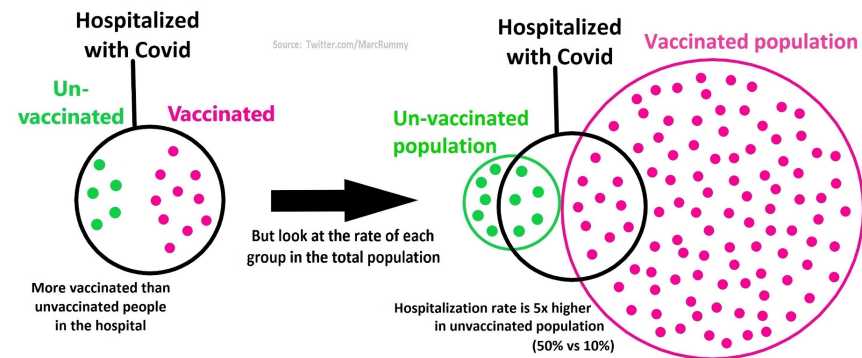 Hospitalized
with Covid
Un-
vaccinated
Vaccinated
More vaccinated than
unvaccinated people
in the hospital
Source: Twitter.com/MarcRummy
But look at the rate of each
group in the total population
Hospitalized
with Covid
Un-vaccinated
population
Vaccinated population
Hospitalization rate is 5x higher
in unvaccinated population
(50% vs 10%)